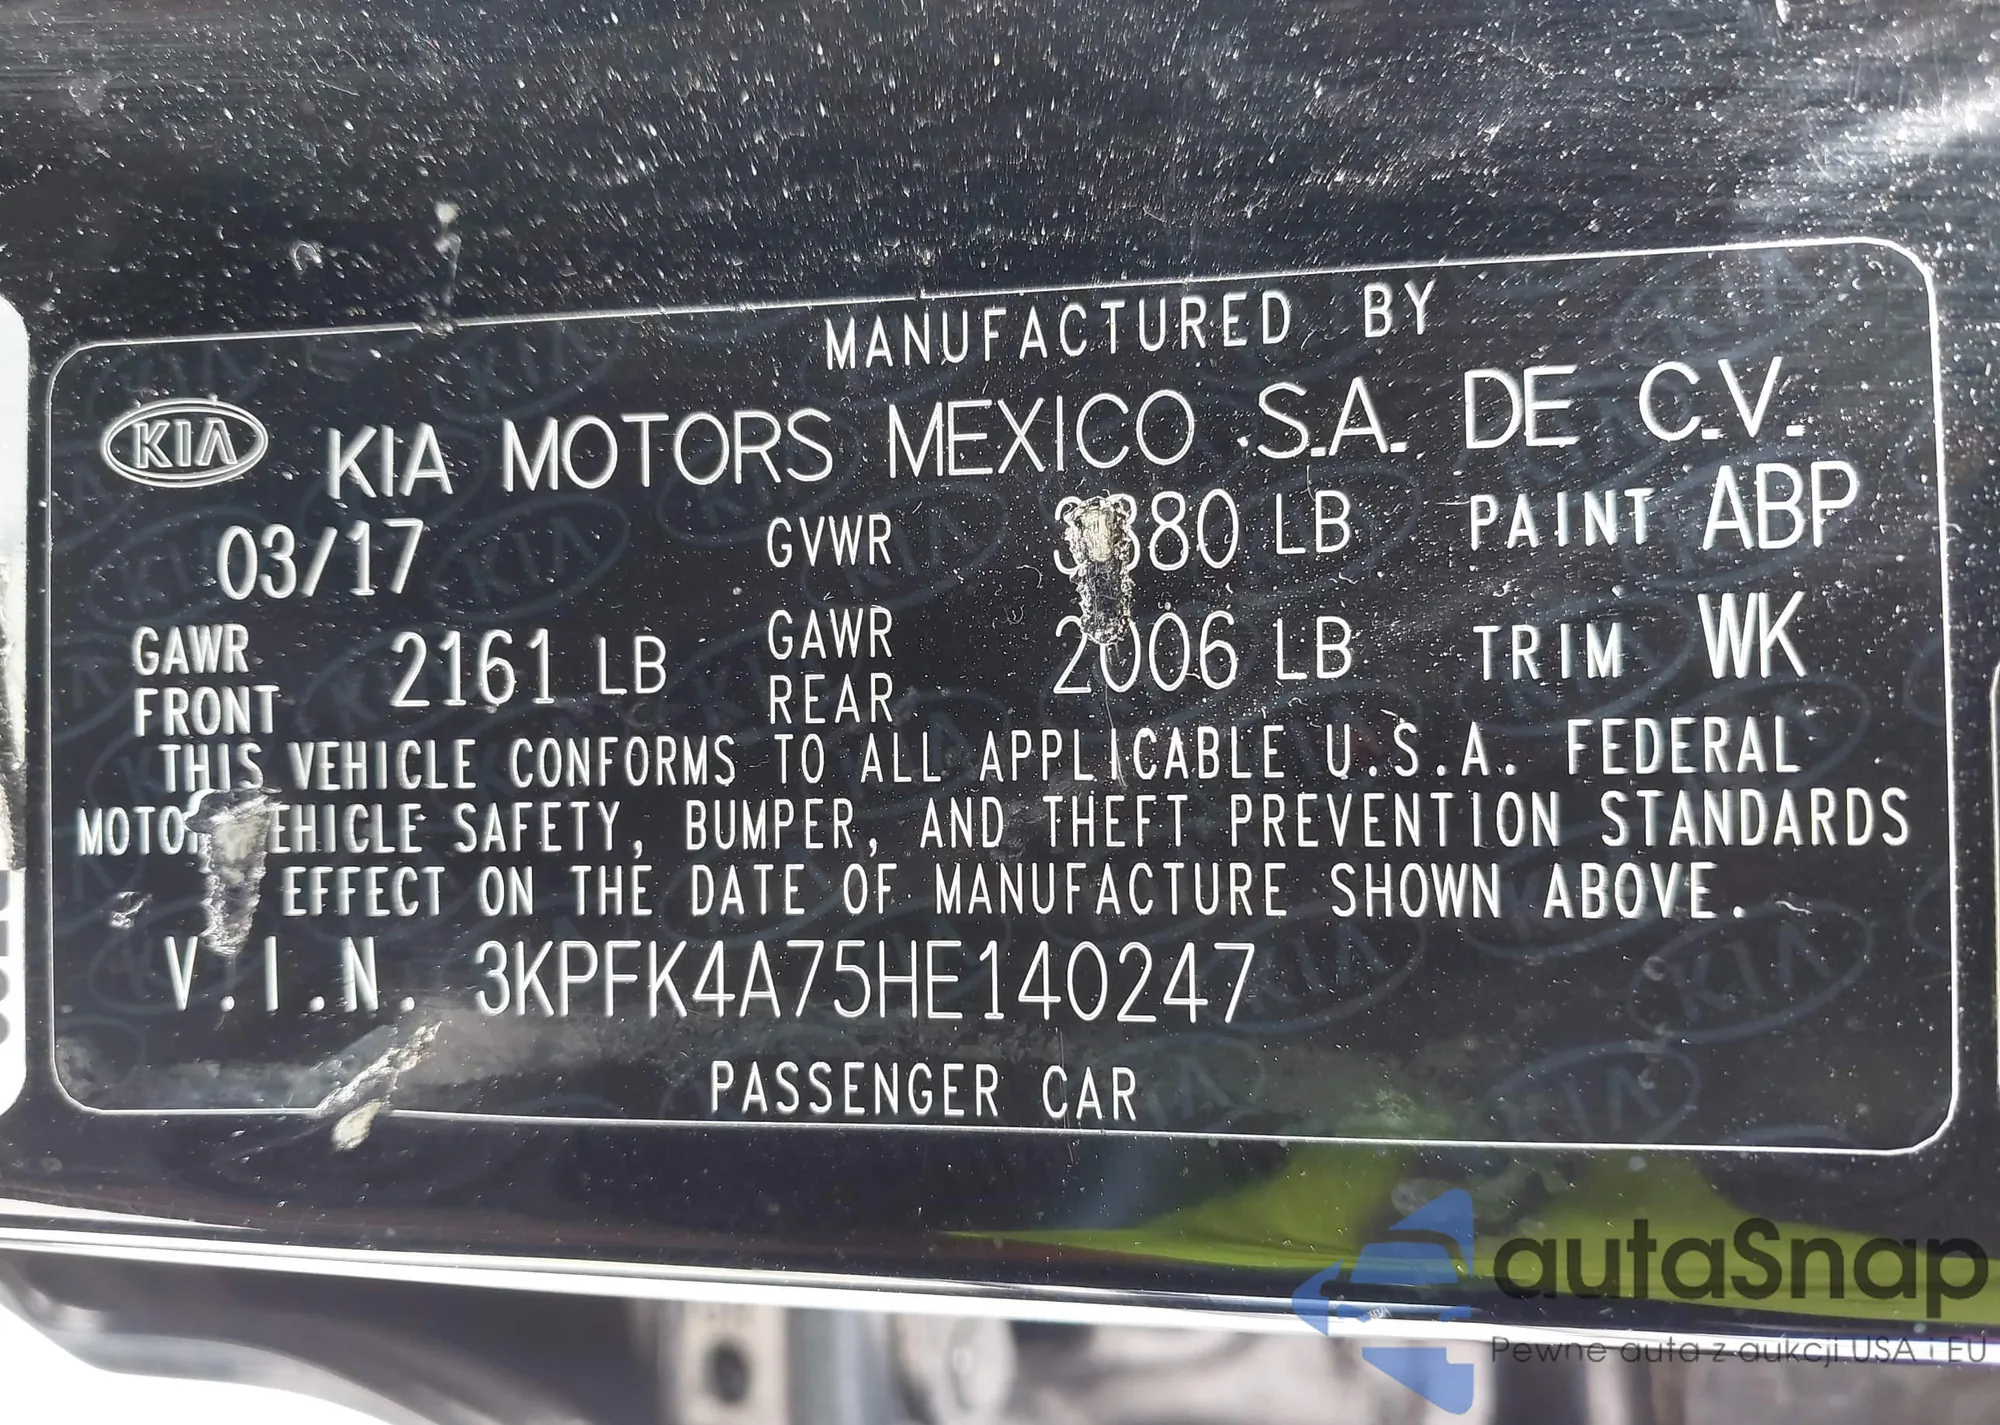 MANUFACTURED BY
KIA KIA MOTORS MEXICO S.A. DE C.V.
03/17 GVWR LB PAINT ABP
GAWR FRONT 2161 LB GAWR REAR 2006 LB TRIM WK
THIS VEHICLE CONFORMS TO ALL APPLICABLE U.S.A. FEDERAL
SAFETY, BUMPER, AND THEFT PREVENTION STANDARDS
EFFECT ON THE DATE OF MANUFACTURE SHOWN ABOVE.
V.I.N. 3KPFK4A75HE140247
PASSENGER CAR
autaSnap
Pewne auta z aukcji USA i EU